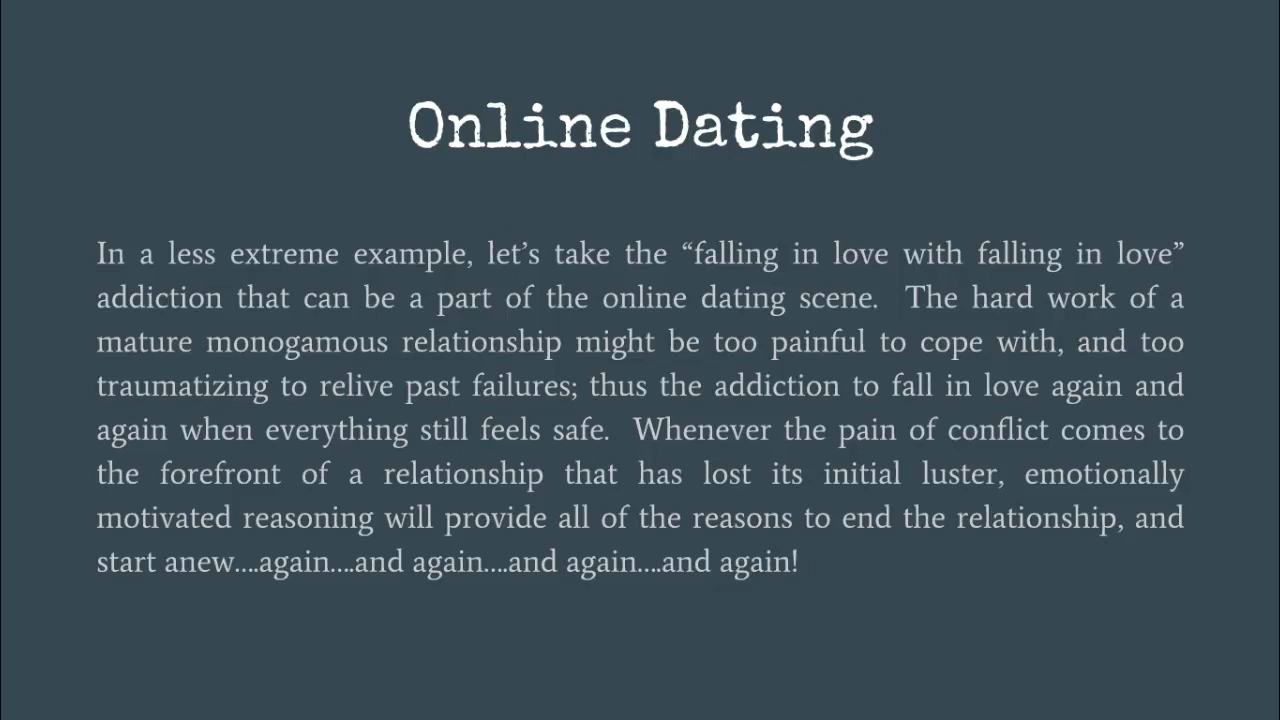 Online Dating
In a less extreme example, let’s take the “falling in love with falling in love”
addiction that can be a part of the online dating scene.  The hard work of a
mature monogamous relationship might be too painful to cope with, and too
traumatizing to relive past failures; thus the addiction to fall in love again and
again when everything still feels safe.  Whenever the pain of conflict comes to
the forefront of a relationship that has lost its initial luster, emotionally
motivated reasoning will provide all of the reasons to end the relationship, and
start anew....again....and again....and again....and again!